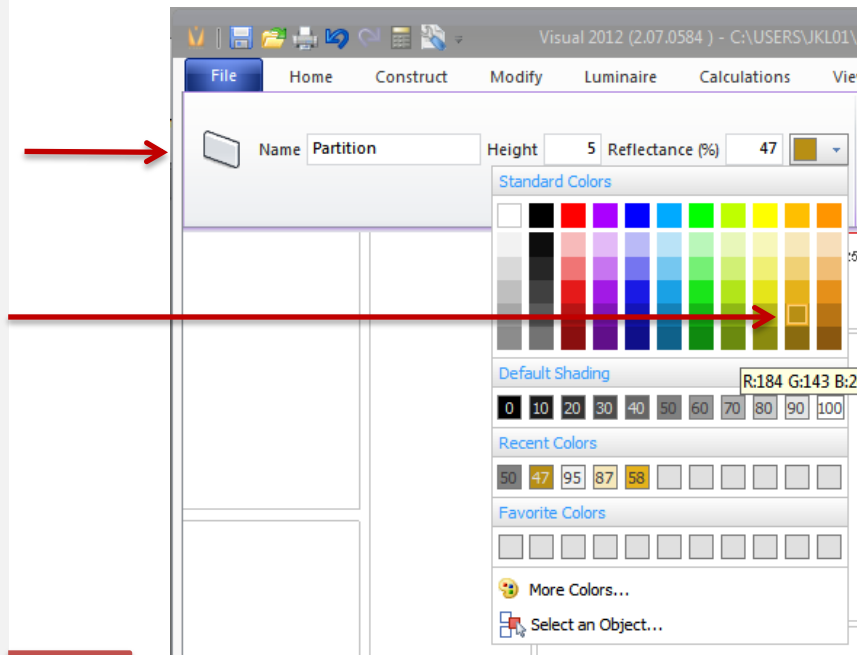 Visual 2012 (2.07.0584 ) - C:\USERS\JKL01\
File Home Construct Modify Luminaire Calculations Vie
Name Partition Height 5 Reflectance (%) 47
Standard Colors
Default Shading
R:184 G:143 B:2
0 10 20 30 40 50 60 70 80 90 100
Recent Colors
50 47 95 87 58
Favorite Colors
More Colors...
Select an Object...